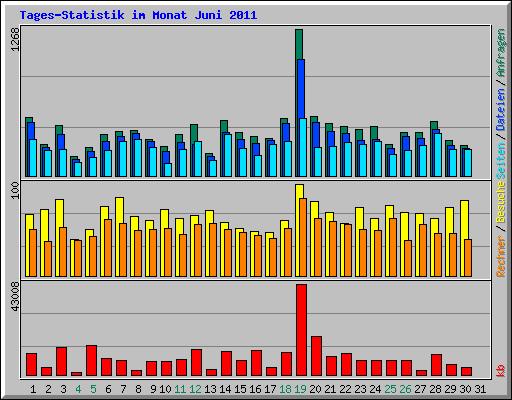 Tages-Statistik im Monat Juni 2011
1268
100
43008
Rechner / Besuche Seiten / Dateien / Anfragen
kb
1 2 3 4 5 6 7 8 9 10 11 12 13 14 15 16 17 18 19 20 21 22 23 24 25 26 27 28 29 30 31